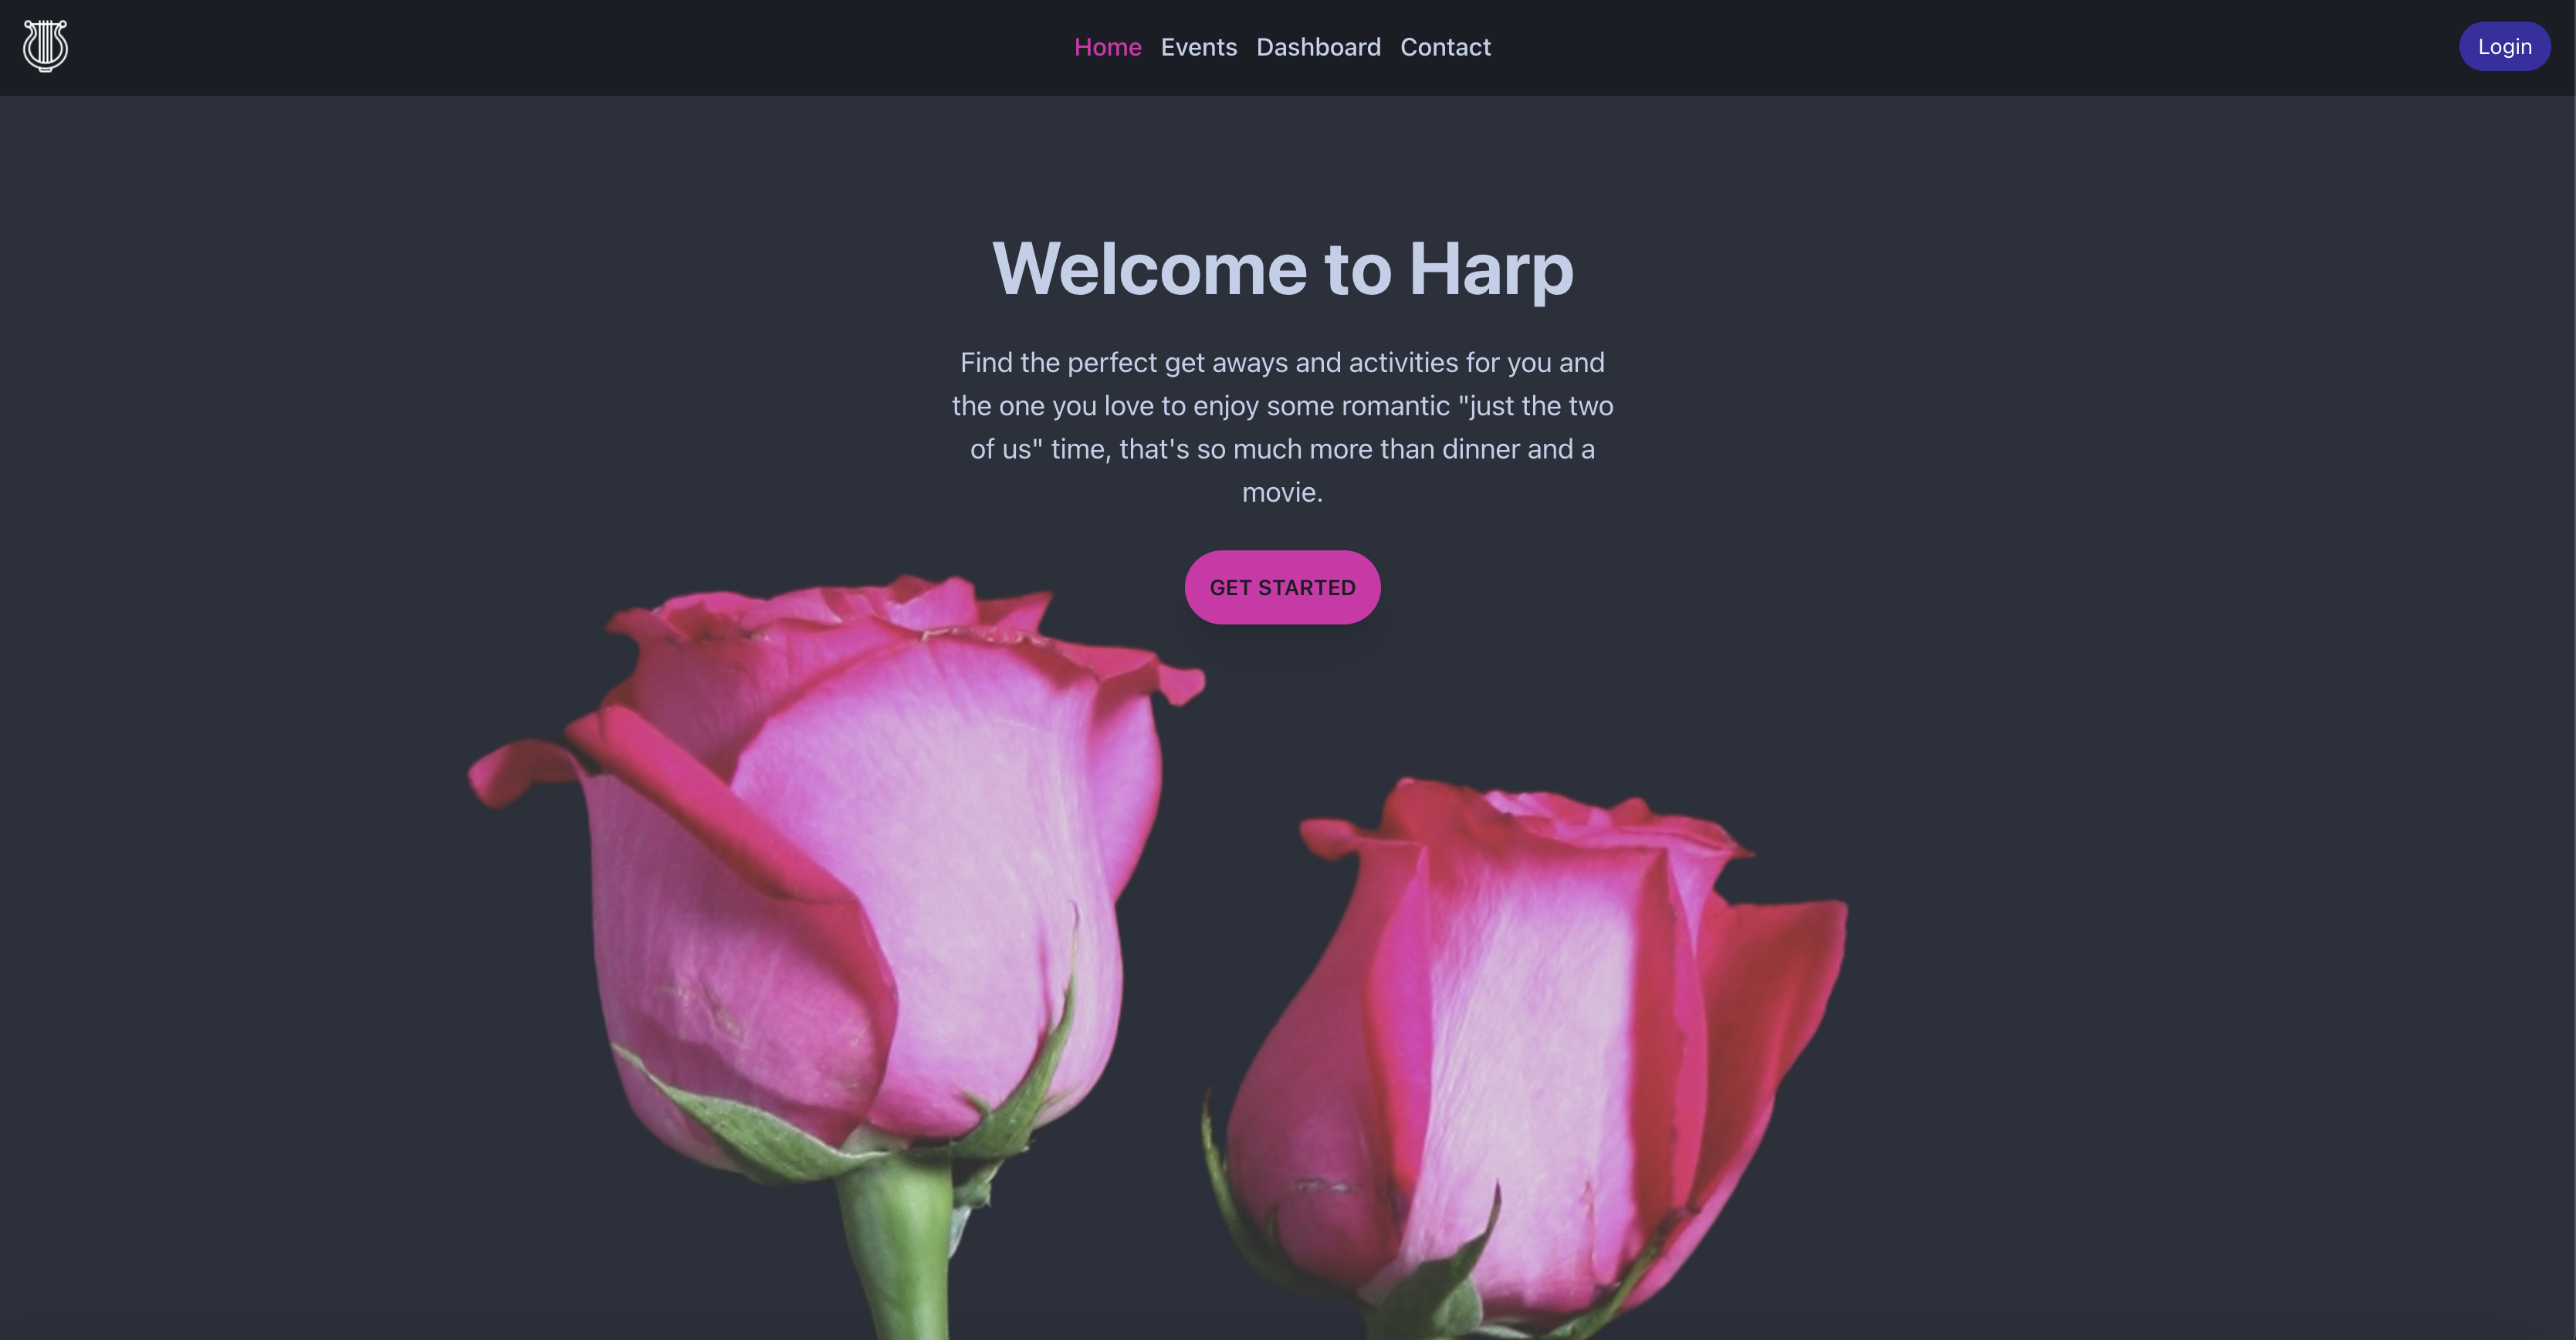 Home Events Dashboard Contact
Login
Welcome to Harp
Find the perfect get aways and activities for you and
the one you love to enjoy some romantic "just the two
of us" time, that's so much more than dinner and a
movie.
GET STARTED